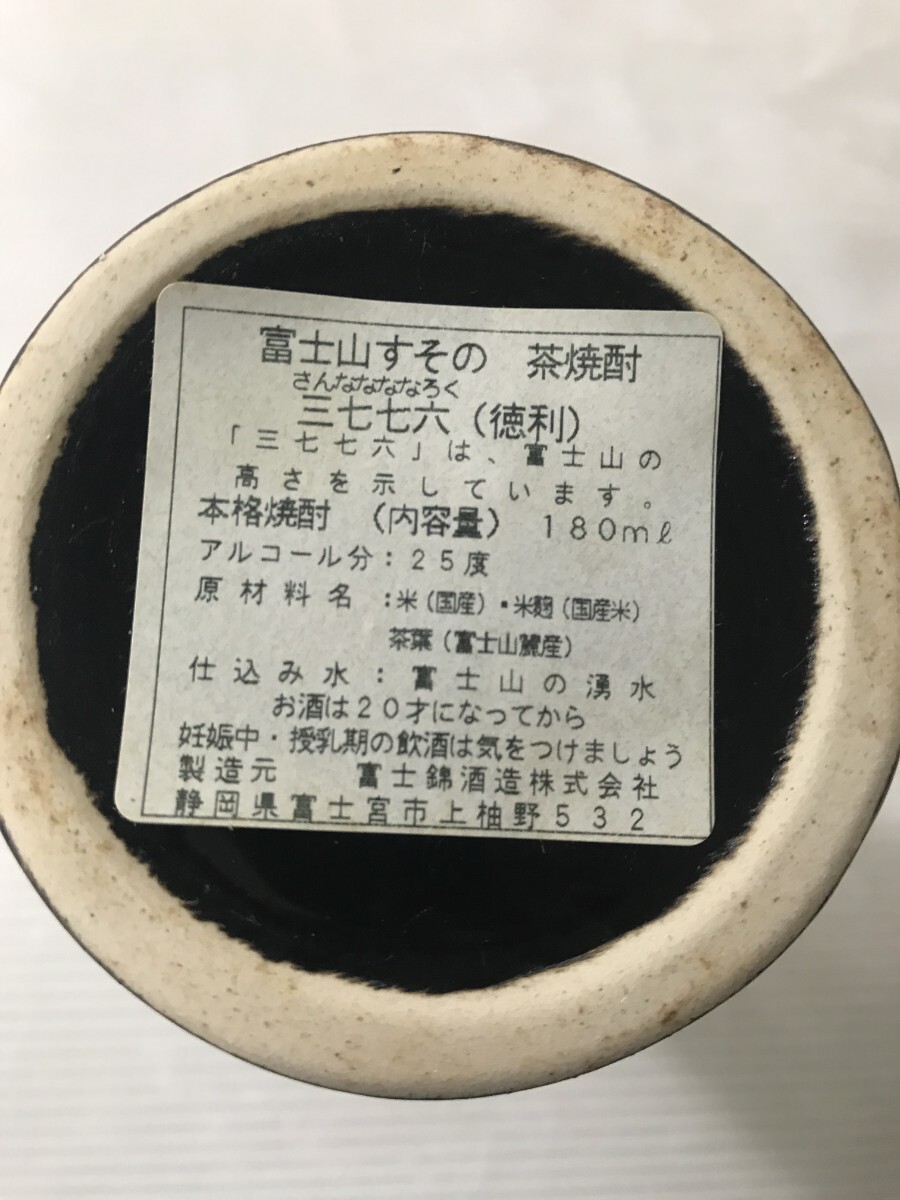 富士山すその　茶焼酎
さんななななろく
三七七六（徳利）
「三七七六」は、富士山の
高さを示しています。
本格焼酎　（内容量）　１８０ｍℓ
アルコール分：２５度
原材料名：米（国産）・米麹（国産米）
茶葉（富士山麓産）
仕込み水：富士山の湧水
お酒は２０才になってから
妊娠中・授乳期の飲酒は気をつけましょう
製造元　　富士錦酒造株式会社
静岡県富士宮市上柚野５３２